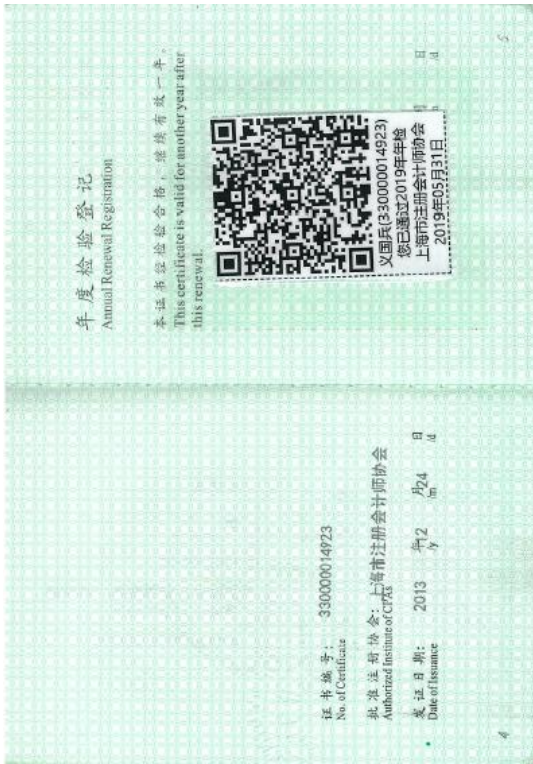 证书编号： 330000014923
No. of Certificate
批准注册协会：上海市注册会计师协会
Authorized Institute of CPAs
发证日期： 2013 年12 月24 日
Date of Issuance /y /m /d
4
年度检验登记
Annual Renewal Registration
本证书经检验合格，继续有效一年。
This certificate is valid for another year after
this renewal.
义国兵(330000014923)
您已通过2019年年检
上海市注册会计师协会
2019年05月31日
日
/d
5